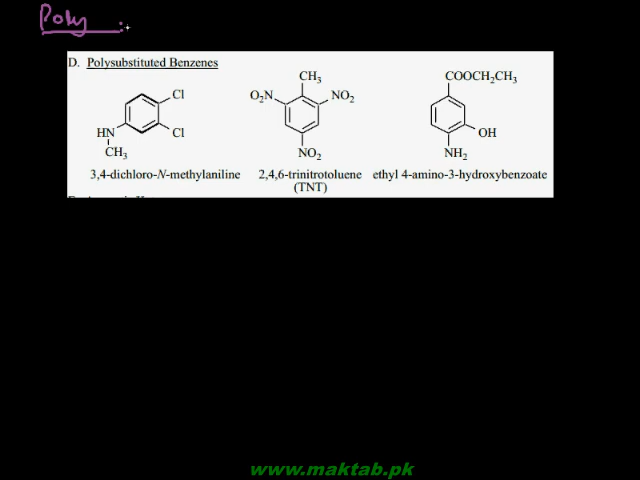 Poly :
D. Polysubstituted Benzenes
CH3 COOCH2CH3
Cl O2N NO2
HN Cl OH
CH3 NO2 NH2
3,4-dichloro-N-methylaniline 2,4,6-trinitrotoluene ethyl 4-amino-3-hydroxybenzoate
(TNT)
www.maktab.pk